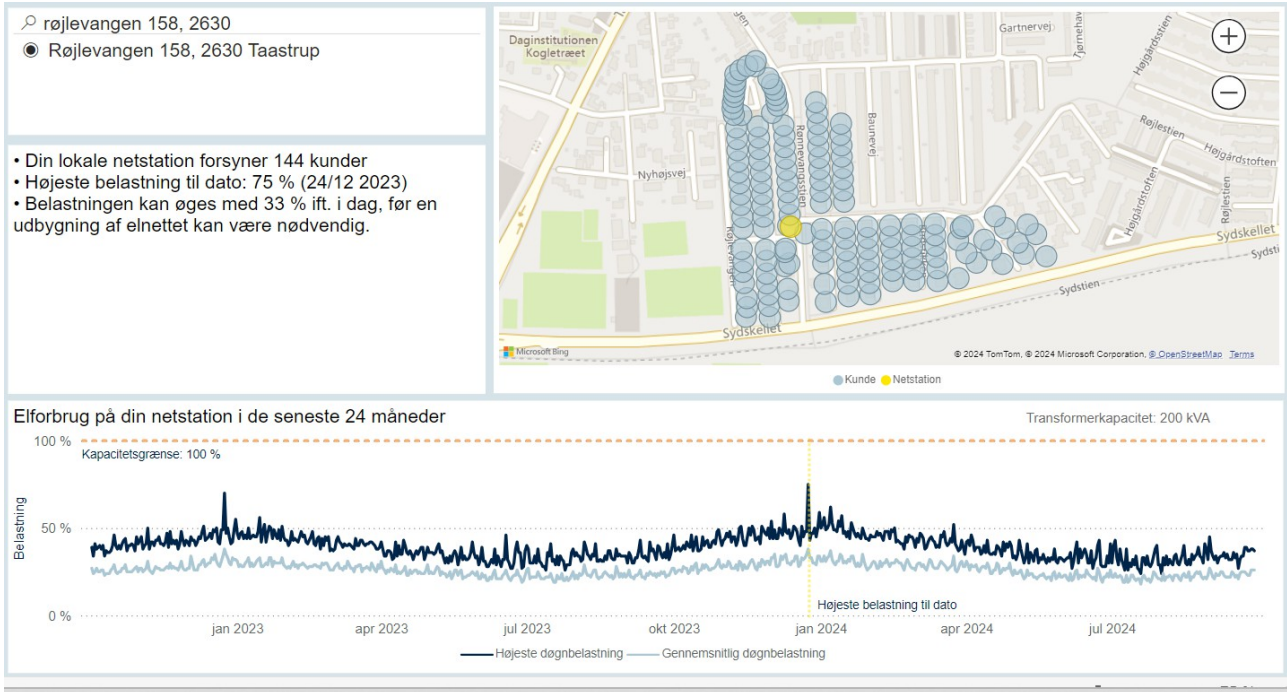 røjlevangen 158, 2630
Røjlevangen 158, 2630 Taastrup
• Din lokale netstation forsyner 144 kunder
• Højeste belastning til dato: 75 % (24/12 2023)
• Belastningen kan øges med 33 % ift. i dag, før en
udbygning af elnettet kan være nødvendig.
Daginstitutionen
Kogletræet
Gartnervej
Tjørnehav
Højgårdsstien
Rønnevangsstien
Baunevej
Røjlestien
Højgårdstoften
Nyhøjsvej
Højgårdstoften
Røjlestien
Røjlevangen
Sydskellet
Sydsti
Sydstien
Sydskellet
Microsoft Bing
© 2024 TomTom, © 2024 Microsoft Corporation, © OpenStreetMap Terms
Kunde Netstation
Elforbrug på din netstation i de seneste 24 måneder
Transformerkapacitet: 200 kVA
100 %
Kapacitetsgrænse: 100 %
Belastning
50 %
Højeste belastning til dato
0 %
jan 2023 apr 2023 jul 2023 okt 2023 jan 2024 apr 2024 jul 2024
Højeste døgnbelastning Gennemsnitlig døgnbelastning